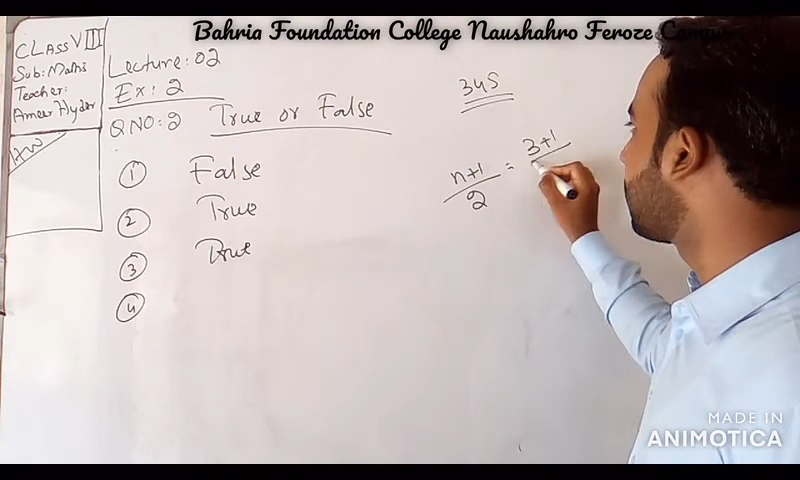 Bahria Foundation College Naushahro Feroze
CLASS VIII
Sub: Maths
Teacher:
Ameer Hyder
HW
Lecture: 02
Ex: 2
Q NO: 2 True or False
1 False
2 True
3 True
4
345
n+1 = 3+1
2
MADE IN
ANIMOTICA